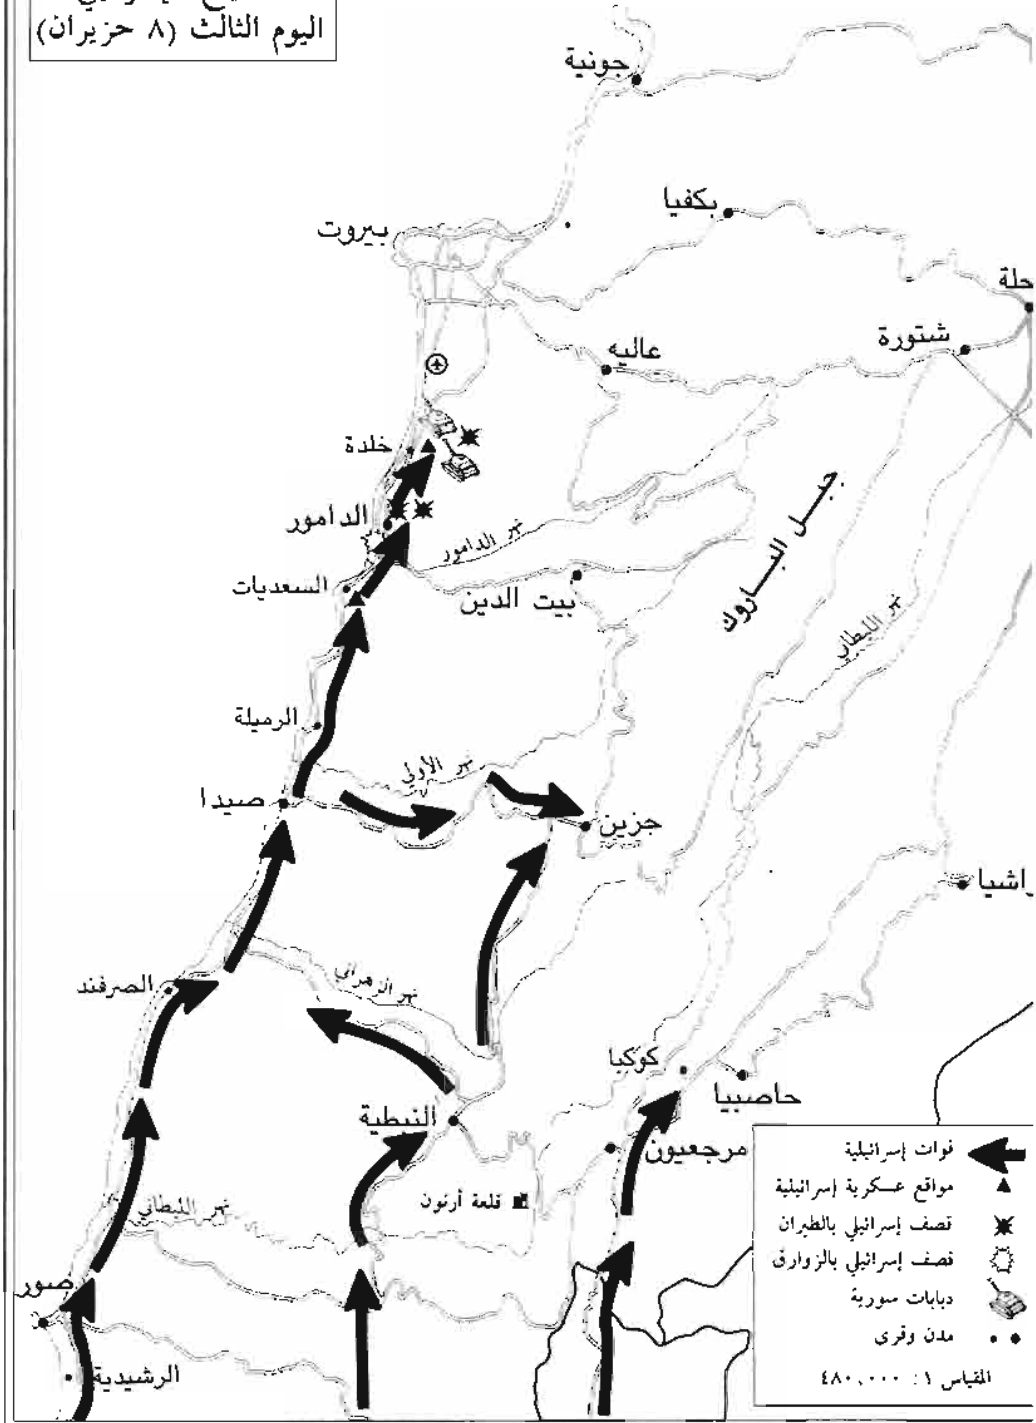 اليوم الثالث (٨ حزيران)
جونية
بكفيا
بيروت
حلة
شتورة
عاليه
خلدة
الدامور
نهر الدامور
جبل الباروك
السعديات
بيت الدين
نهر الليطاني
الرميلة
نهر الأولي
صيدا
جزين
راشيا
نهر الزهراني
الصرفند
كوكبا
حاصبيا
النبطية
مرجعيون
قلعة أرنون
نهر الليطاني
صور
الرشيدية
قوات إسرائيلية
مواقع عسكرية إسرائيلية
قصف إسرائيلي بالطيران
قصف إسرائيلي بالزوارق
دبابات سورية
مدن وقرى
المقياس ١ : ٤٨٠,٠٠٠